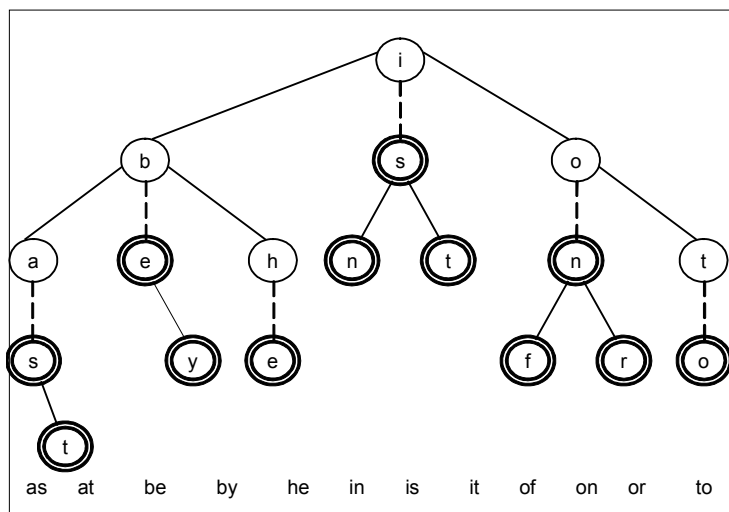 i
b s o
a e h n t n t
s y e f r o
t
as at be by he in is it of on or to